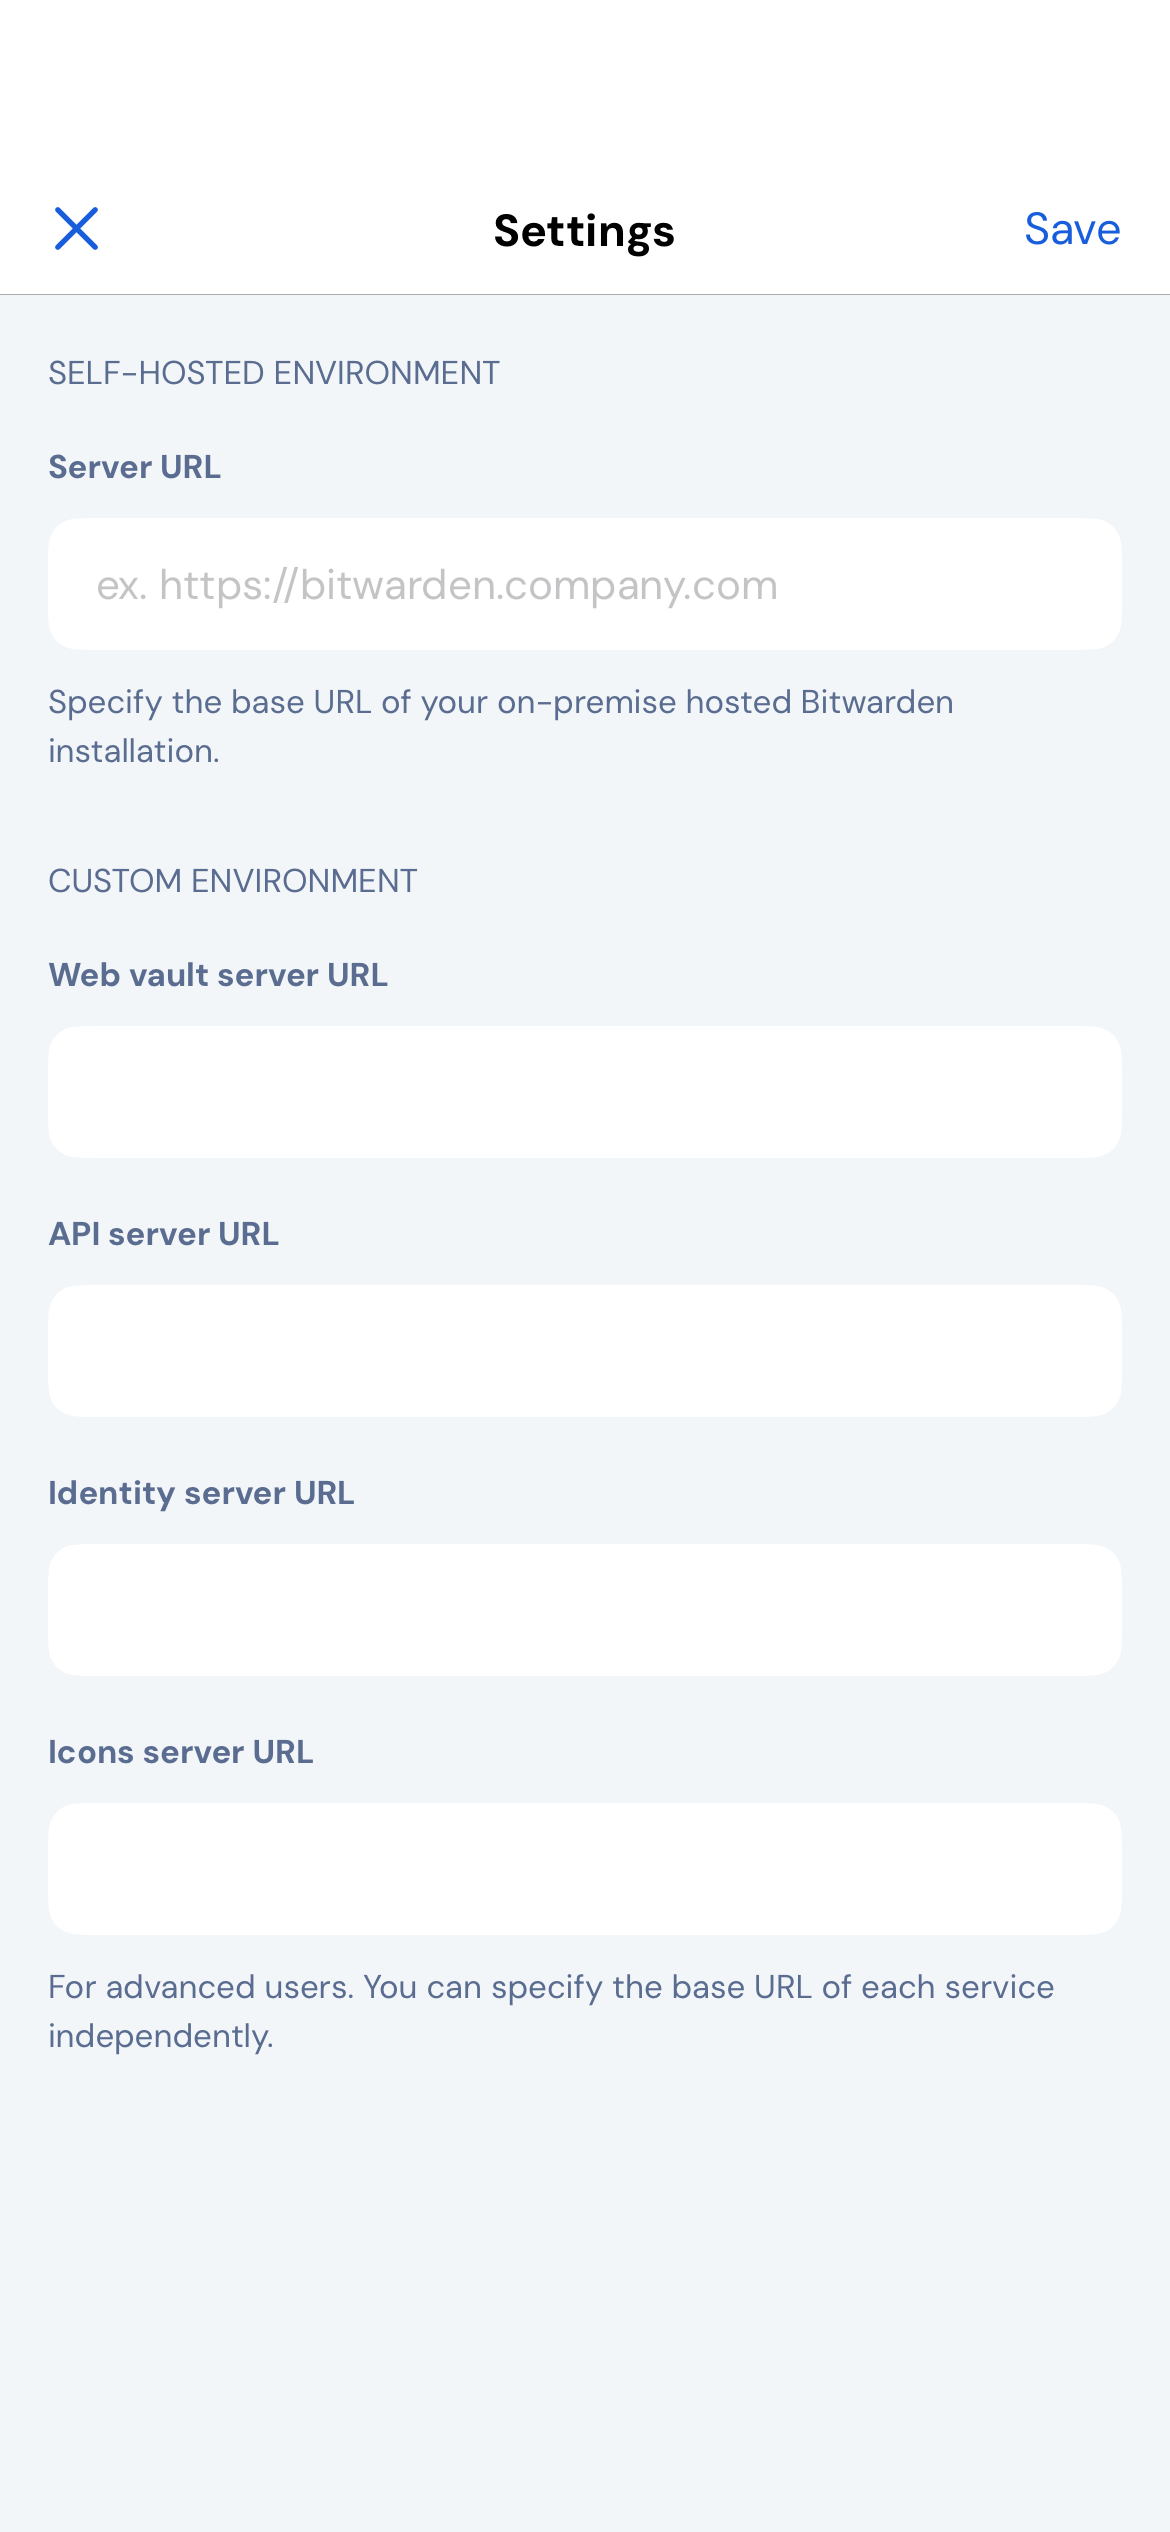 Settings
Save
SELF-HOSTED ENVIRONMENT
Server URL
ex. https://bitwarden.company.com
Specify the base URL of your on-premise hosted Bitwarden
installation.
CUSTOM ENVIRONMENT
Web vault server URL
API server URL
Identity server URL
Icons server URL
For advanced users. You can specify the base URL of each service
independently.